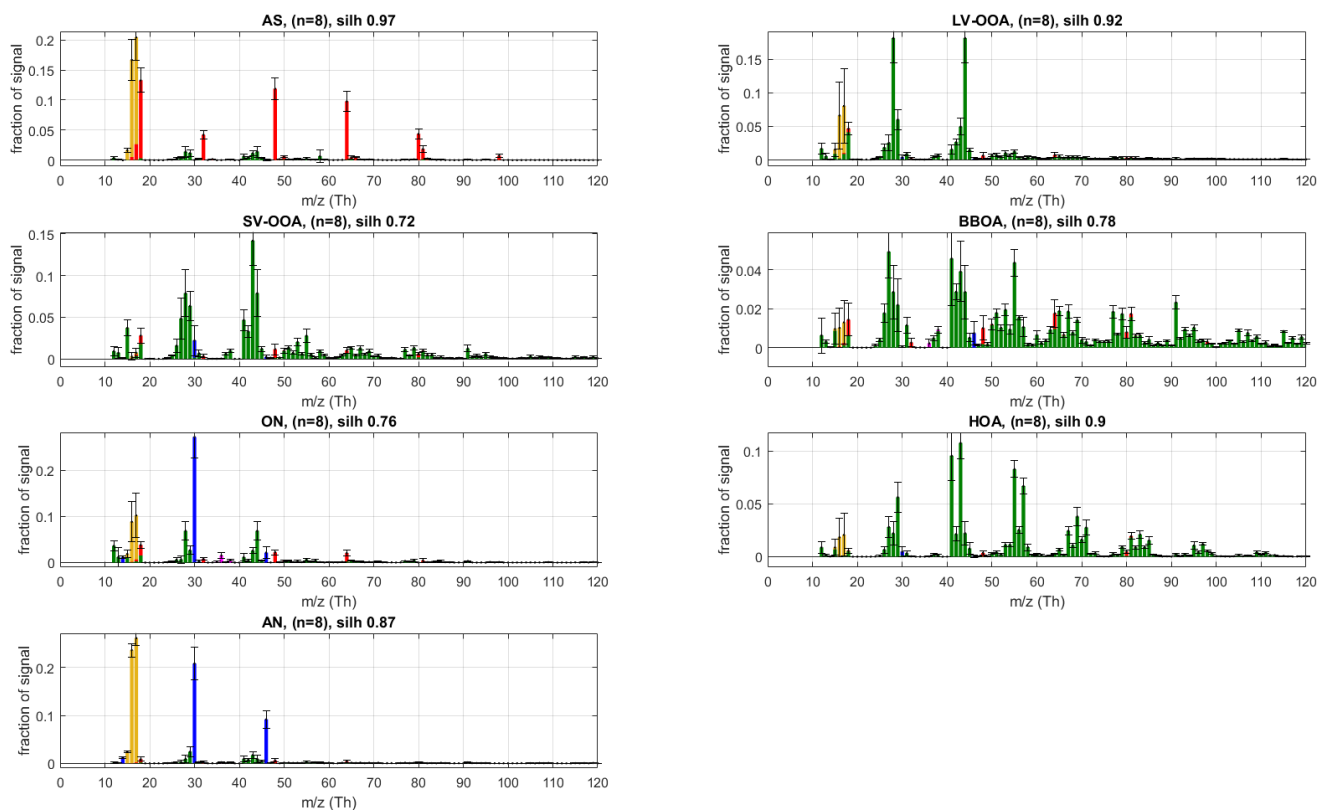 AS, (n=8), silh 0.97
fraction of signal
0.2
0.15
0.1
0.05
0
0 10 20 30 40 50 60 70 80 90 100 110 120
m/z (Th)
LV-OOA, (n=8), silh 0.92
fraction of signal
0.15
0.1
0.05
0
0 10 20 30 40 50 60 70 80 90 100 110 120
m/z (Th)
SV-OOA, (n=8), silh 0.72
fraction of signal
0.15
0.1
0.05
0
0 10 20 30 40 50 60 70 80 90 100 110 120
m/z (Th)
BBOA, (n=8), silh 0.78
fraction of signal
0.04
0.02
0
0 10 20 30 40 50 60 70 80 90 100 110 120
m/z (Th)
ON, (n=8), silh 0.76
fraction of signal
0.2
0.1
0
0 10 20 30 40 50 60 70 80 90 100 110 120
m/z (Th)
HOA, (n=8), silh 0.9
fraction of signal
0.1
0.05
0
0 10 20 30 40 50 60 70 80 90 100 110 120
m/z (Th)
AN, (n=8), silh 0.87
fraction of signal
0.2
0.1
0
0 10 20 30 40 50 60 70 80 90 100 110 120
m/z (Th)